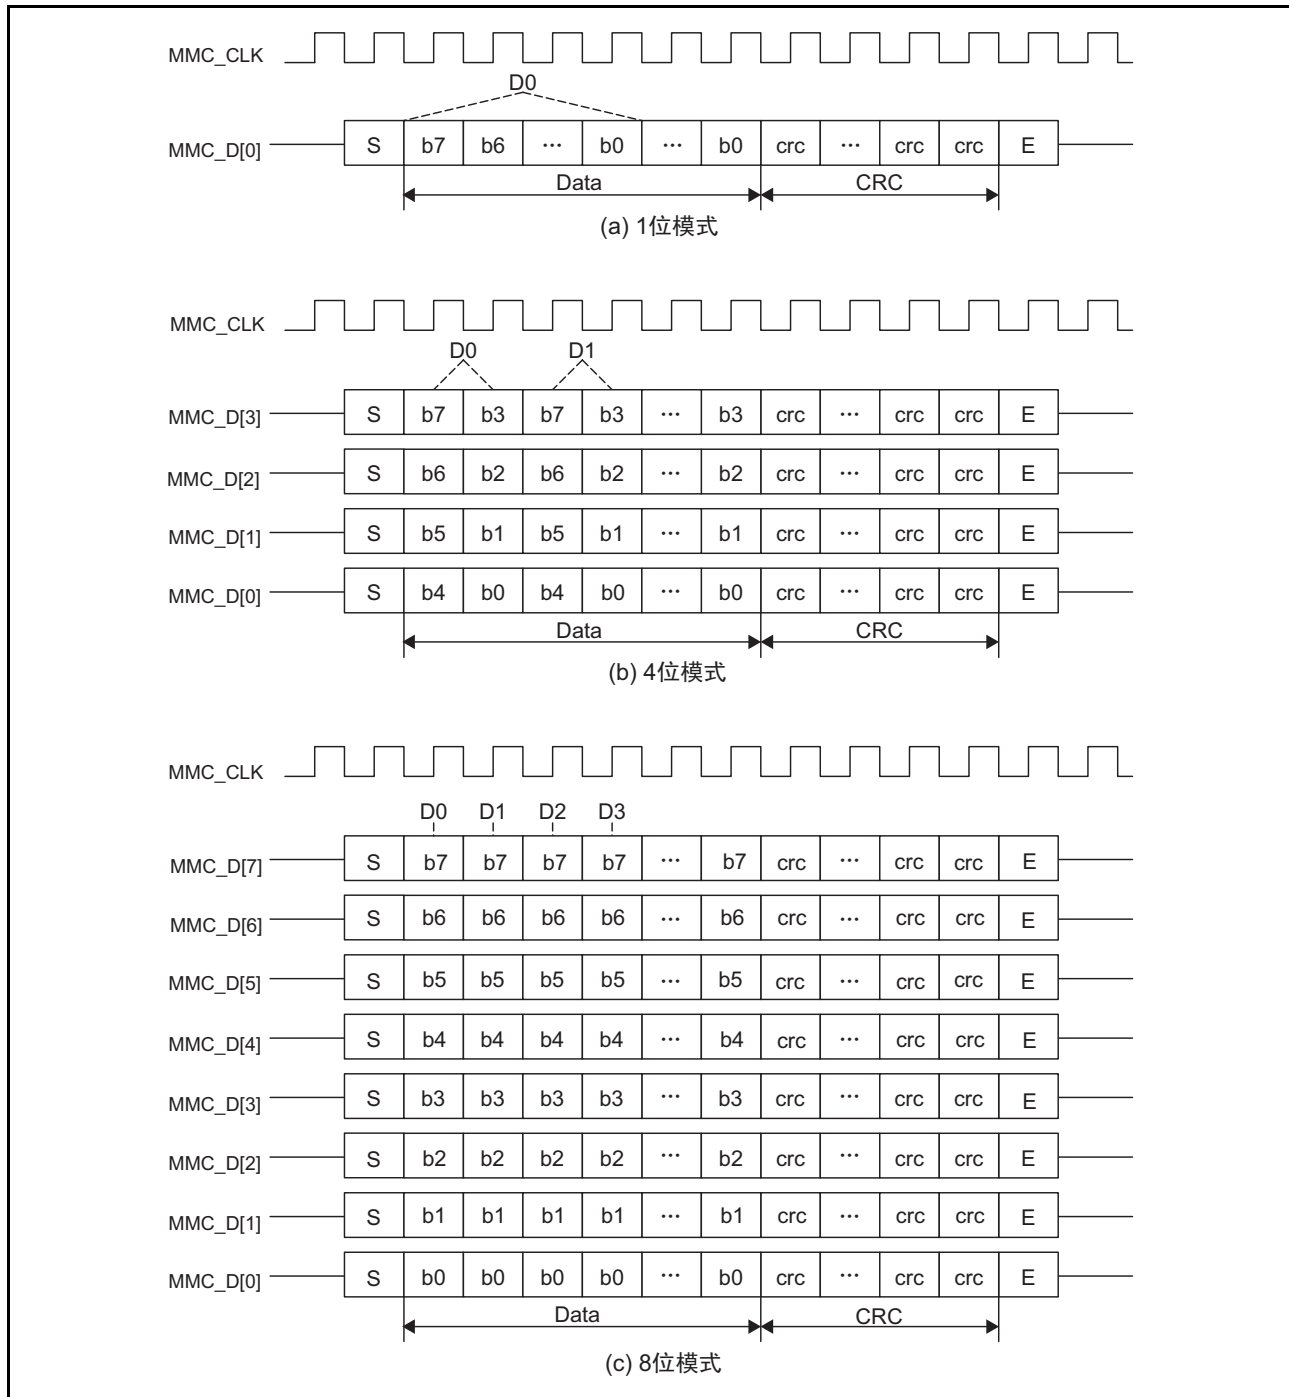 MMC_CLK
D0
MMC_D[0] S b7 b6 ... b0 ... b0 crc ... crc crc E
Data CRC
(a) 1位模式
MMC_CLK
D0 D1
MMC_D[3] S b7 b3 b7 b3 ... b3 crc ... crc crc E
MMC_D[2] S b6 b2 b6 b2 ... b2 crc ... crc crc E
MMC_D[1] S b5 b1 b5 b1 ... b1 crc ... crc crc E
MMC_D[0] S b4 b0 b4 b0 ... b0 crc ... crc crc E
Data CRC
(b) 4位模式
MMC_CLK
D0 D1 D2 D3
MMC_D[7] S b7 b7 b7 b7 ... b7 crc ... crc crc E
MMC_D[6] S b6 b6 b6 b6 ... b6 crc ... crc crc E
MMC_D[5] S b5 b5 b5 b5 ... b5 crc ... crc crc E
MMC_D[4] S b4 b4 b4 b4 ... b4 crc ... crc crc E
MMC_D[3] S b3 b3 b3 b3 ... b3 crc ... crc crc E
MMC_D[2] S b2 b2 b2 b2 ... b2 crc ... crc crc E
MMC_D[1] S b1 b1 b1 b1 ... b1 crc ... crc crc E
MMC_D[0] S b0 b0 b0 b0 ... b0 crc ... crc crc E
Data CRC
(c) 8位模式